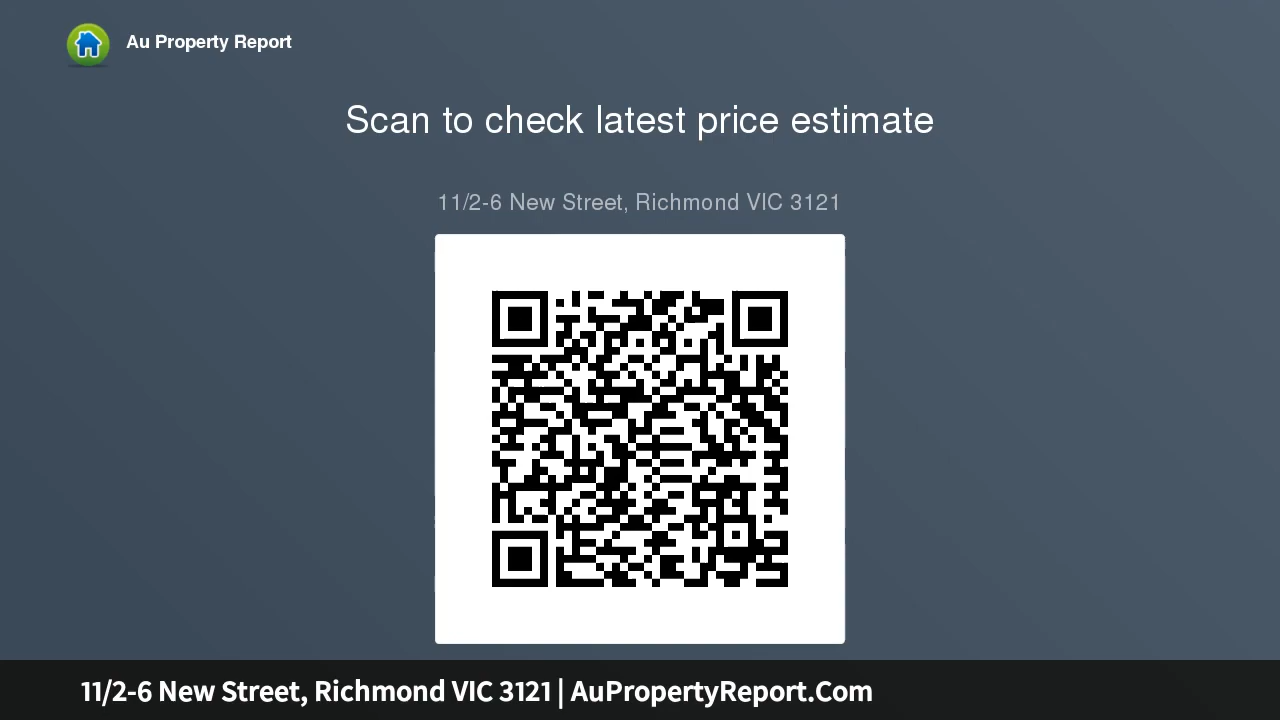 Au Property Report
Scan to check latest price estimate
11/2-6 New Street, Richmond VIC 3121
11/2-6 New Street, Richmond VIC 3121 | AuPropertyReport.Com